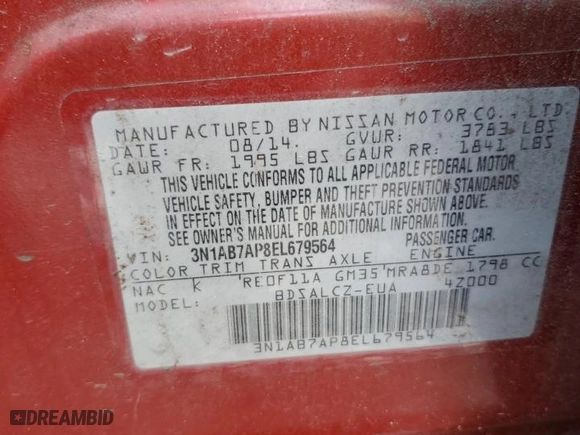 MANUFACTURED BY NISSAN MOTOR CO., LTD.
DATE: 08/14. GVWR: 3783 LBS
GAWR FR: 1995 LBS GAWR RR: 1841 LBS
THIS VEHICLE CONFORMS TO ALL APPLICABLE FEDERAL MOTOR
VEHICLE SAFETY, BUMPER AND THEFT PREVENTION STANDARDS
IN EFFECT ON THE DATE OF MANUFACTURE SHOWN ABOVE.
SEE OWNER'S MANUAL FOR ADDITIONAL INFORMATION.
VIN: 3N1AB7AP8EL679564 PASSENGER CAR.
COLOR TRIM TRANS AXLE ENGINE
NAC K RE0F11A GM35 MRA8DE 1798 CC
MODEL: BDSALCZ-EUA 4Z000
3N1AB7AP8EL679564
DREAMBID